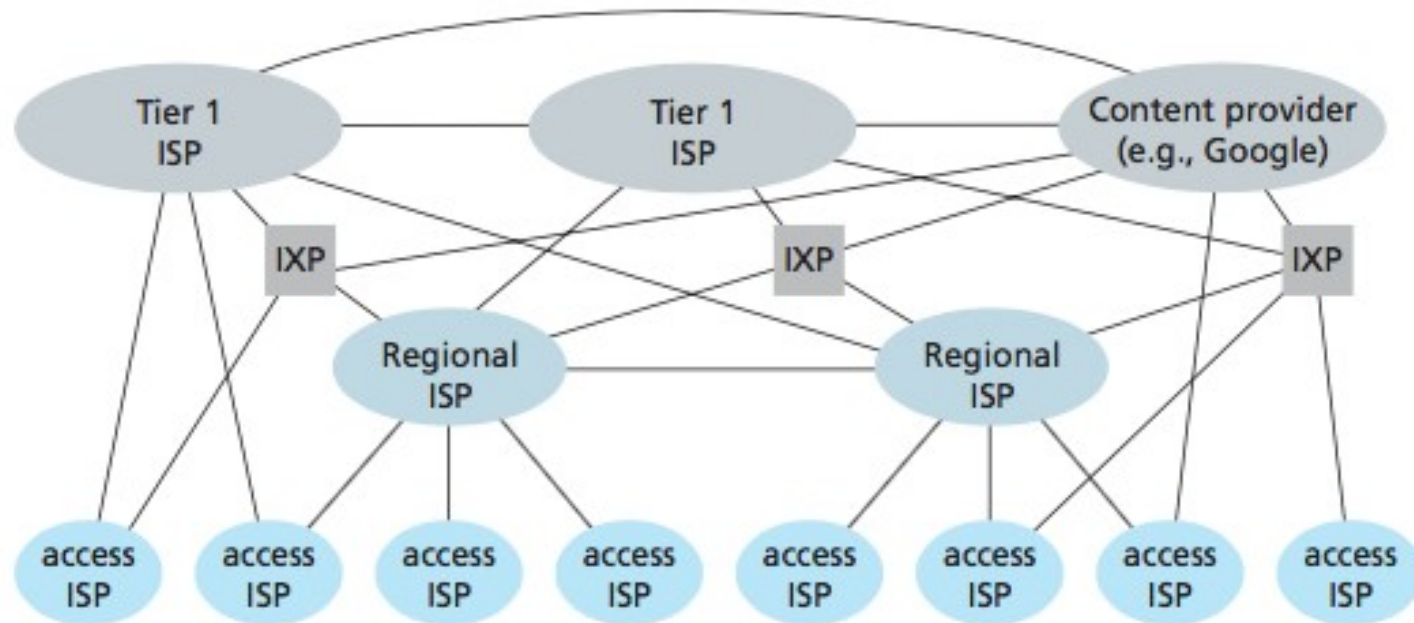 Tier 1
ISP
Tier 1
ISP
Content provider
(e.g., Google)
IXP
IXP
IXP
Regional
ISP
Regional
ISP
access
ISP
access
ISP
access
ISP
access
ISP
access
ISP
access
ISP
access
ISP
access
ISP